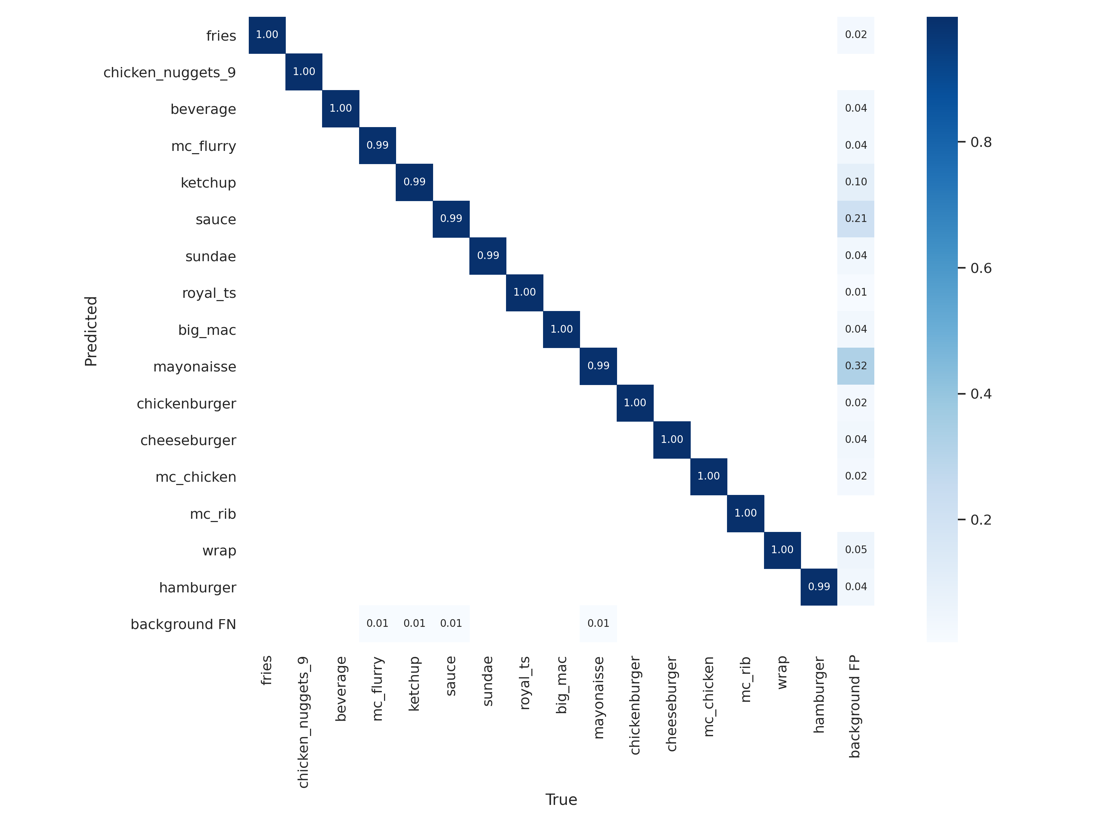 fries 1.00 0.02
chicken_nuggets_9 1.00
beverage 1.00 0.04
mc_flurry 0.99 0.04
ketchup 0.99 0.10
sauce 0.99 0.21
sundae 0.99 0.04
royal_ts 1.00 0.01
big_mac 1.00 0.04
mayonaisse 0.99 0.32
chickenburger 1.00 0.02
cheeseburger 1.00 0.04
mc_chicken 1.00 0.02
mc_rib 1.00
wrap 1.00 0.05
hamburger 0.99 0.04
background FN 0.01 0.01 0.01 0.01
Predicted
fries
chicken_nuggets_9
beverage
mc_flurry
ketchup
sauce
sundae
royal_ts
big_mac
mayonaisse
chickenburger
cheeseburger
mc_chicken
mc_rib
wrap
hamburger
background FP
True
0.8
0.6
0.4
0.2